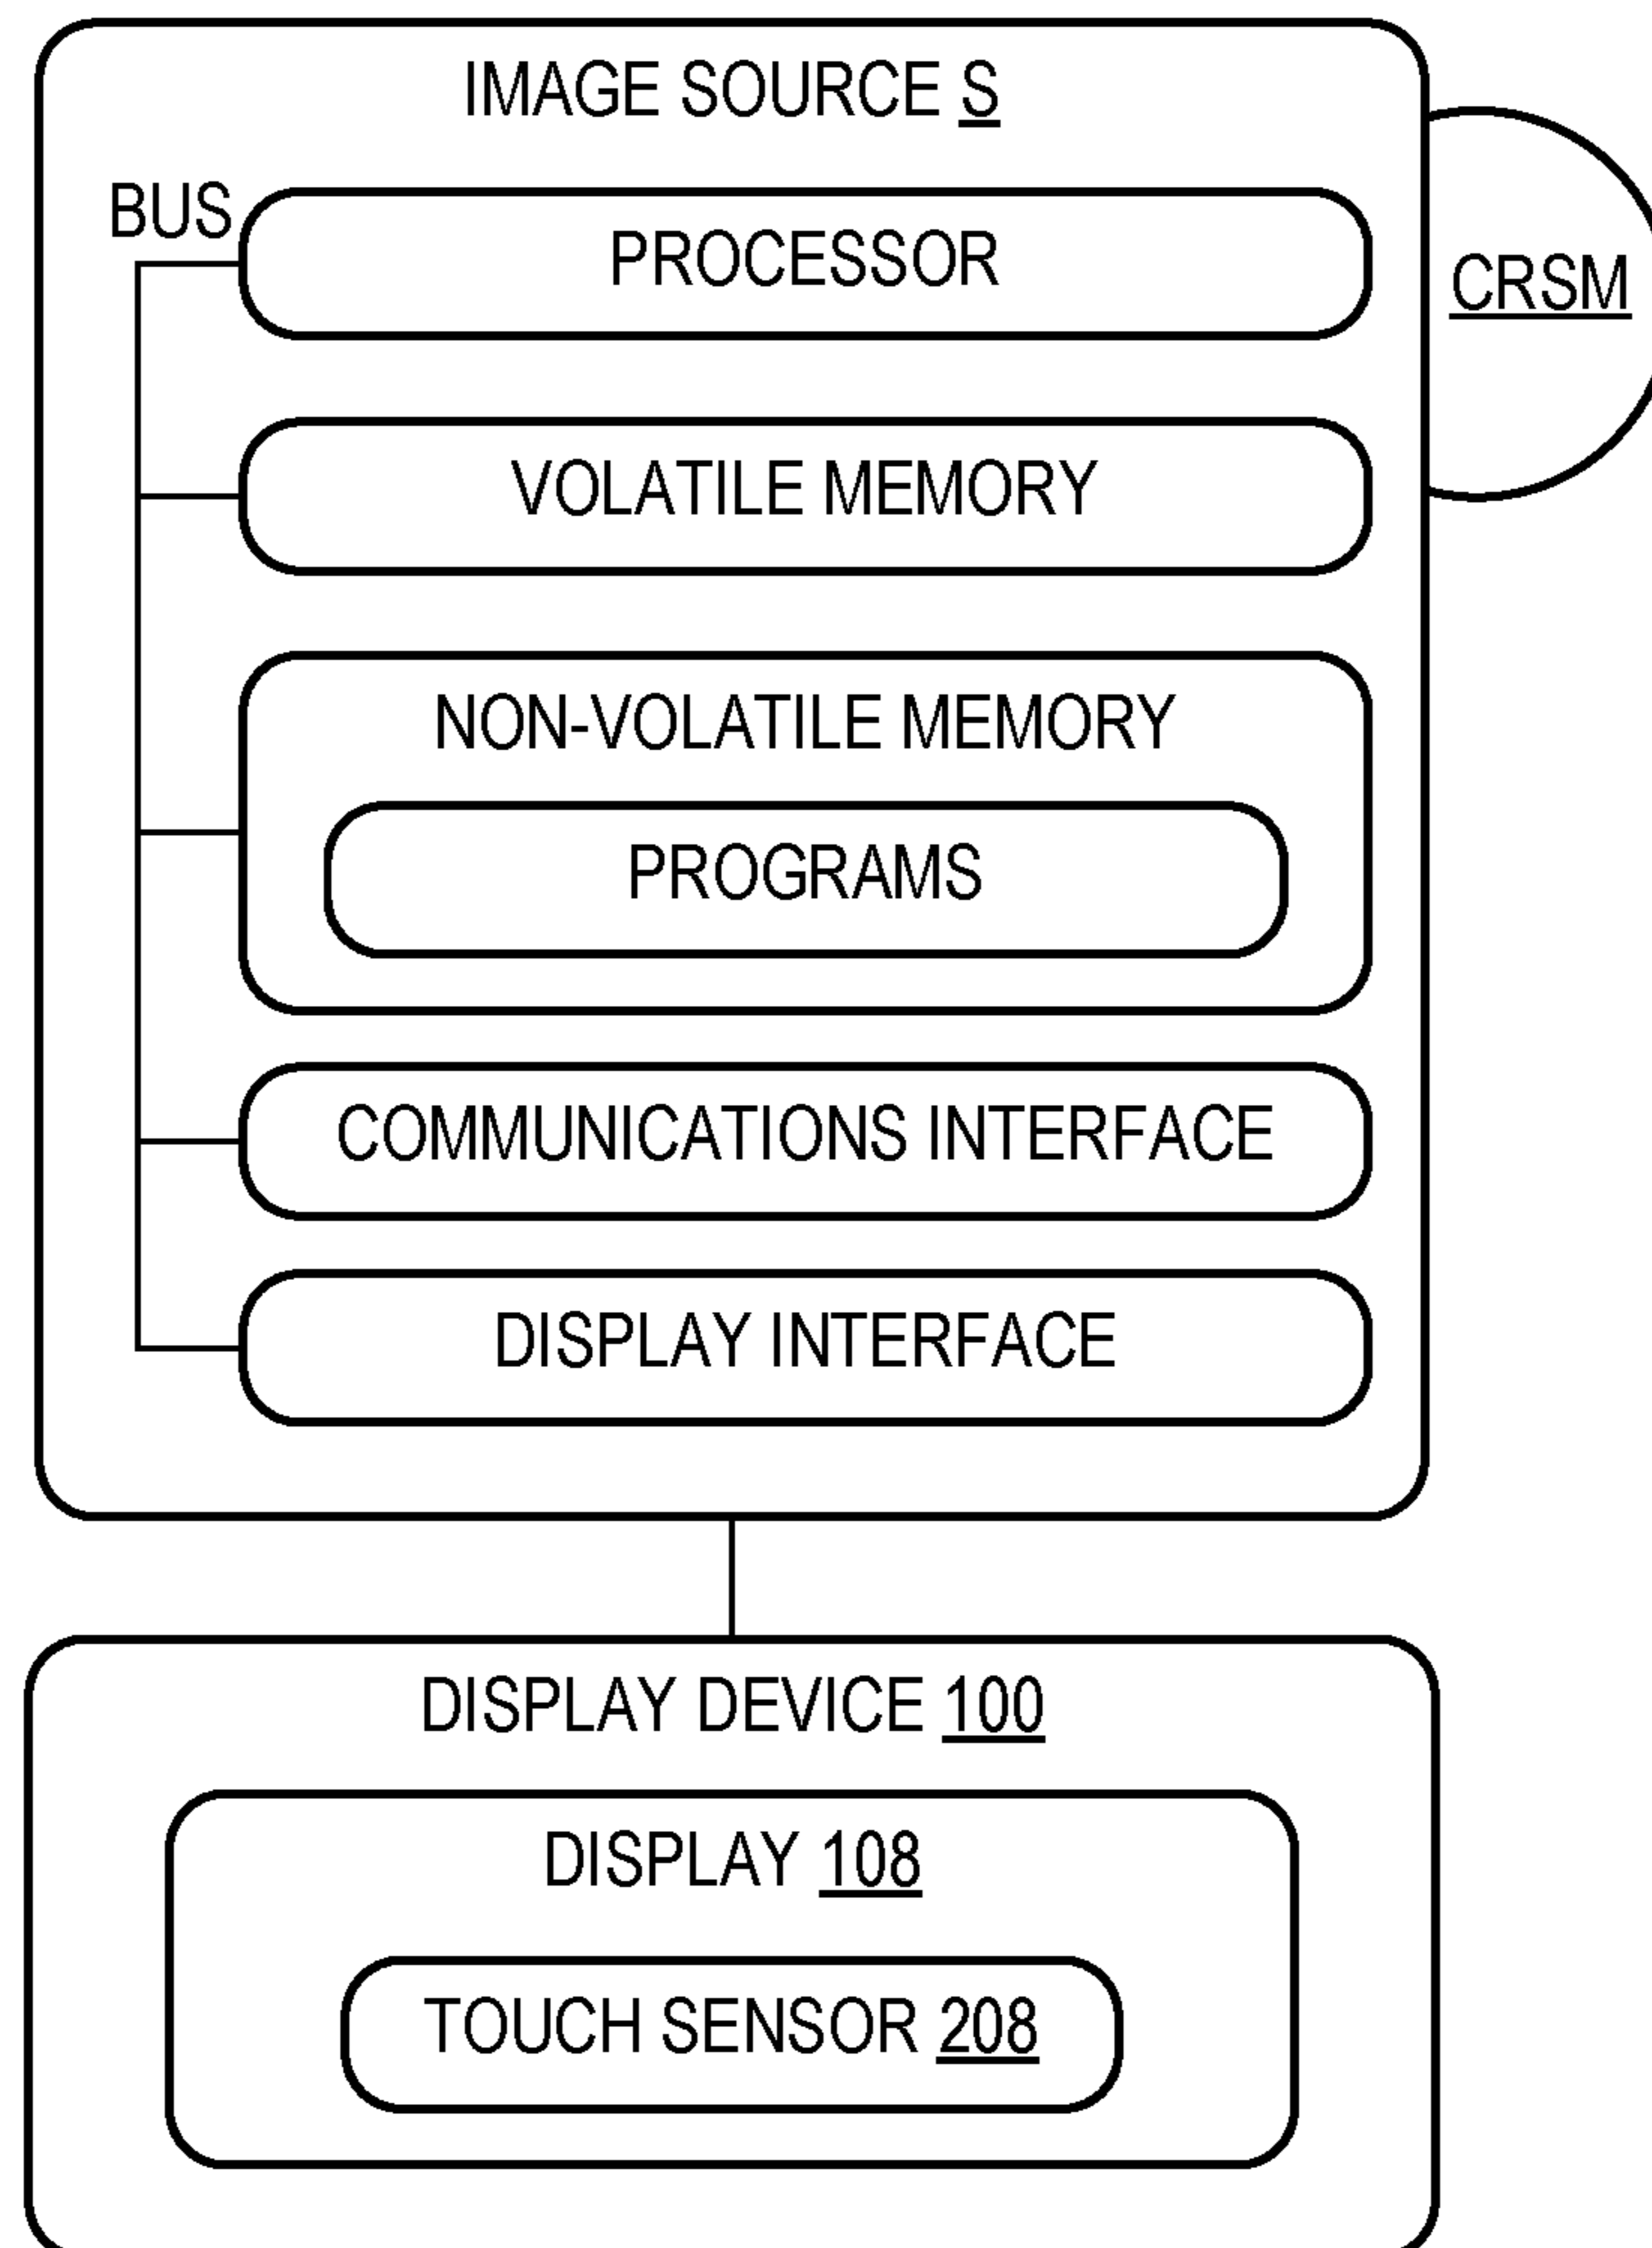 IMAGE SOURCE S
BUS
PROCESSOR
CRSM
VOLATILE MEMORY
NON-VOLATILE MEMORY
PROGRAMS
COMMUNICATIONS INTERFACE
DISPLAY INTERFACE
DISPLAY DEVICE 100
DISPLAY 108
TOUCH SENSOR 208